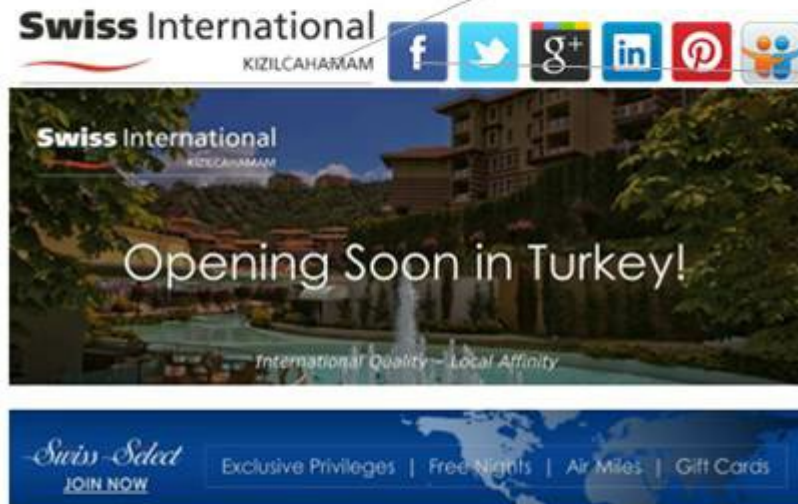 Swiss International
KIZILCAHAMAM
f
g+
in
Swiss International
KIZILCAHAMAM
Opening Soon in Turkey!
International Quality – Local Affinity
Swiss-Select
JOIN NOW
Exclusive Privileges | Free Nights | Air Miles | Gift Cards